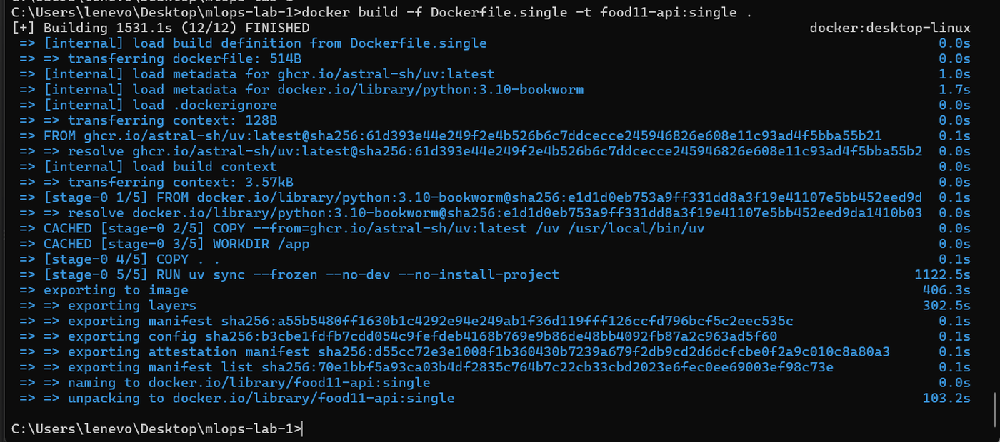 C:\Users\lenevo\Desktop\mlops-lab-1>docker build -f Dockerfile.single -t food11-api:single .
[+] Building 1531.1s (12/12) FINISHED docker:desktop-linux
=> [internal] load build definition from Dockerfile.single 0.0s
=> => transferring dockerfile: 514B 0.0s
=> [internal] load metadata for ghcr.io/astral-sh/uv:latest 1.0s
=> [internal] load metadata for docker.io/library/python:3.10-bookworm 1.7s
=> [internal] load .dockerignore 0.0s
=> => transferring context: 128B 0.0s
=> FROM ghcr.io/astral-sh/uv:latest@sha256:61d393e44e249f2e4b526b6c7ddcecce245946826e608e11c93ad4f5bba55b21 0.1s
=> => resolve ghcr.io/astral-sh/uv:latest@sha256:61d393e44e249f2e4b526b6c7ddcecce245946826e608e11c93ad4f5bba55b2 0.0s
=> [internal] load build context 0.0s
=> => transferring context: 3.57kB 0.0s
=> [stage-0 1/5] FROM docker.io/library/python:3.10-bookworm@sha256:e1d1d0eb753a9ff331dd8a3f19e41107e5bb452eed9d 0.1s
=> => resolve docker.io/library/python:3.10-bookworm@sha256:e1d1d0eb753a9ff331dd8a3f19e41107e5bb452eed9da1410b03 0.0s
=> CACHED [stage-0 2/5] COPY --from=ghcr.io/astral-sh/uv:latest /uv /usr/local/bin/uv 0.0s
=> CACHED [stage-0 3/5] WORKDIR /app 0.0s
=> [stage-0 4/5] COPY . . 0.1s
=> [stage-0 5/5] RUN uv sync --frozen --no-dev --no-install-project 1122.5s
=> exporting to image 406.3s
=> => exporting layers 302.5s
=> => exporting manifest sha256:a55b5480ff1630b1c4292e94e249ab1f36d119fff126ccfd796bcf5c2eec535c 0.1s
=> => exporting config sha256:b3cbe1fdfb7cdd054c9fefdeb4168b769e9b86de48bb4092fb87a2c963ad5f60 0.1s
=> => exporting attestation manifest sha256:d55cc72e3e1008f1b360430b7239a679f2db9cd2d6dcfcbe0f2a9c010c8a80a3 0.1s
=> => exporting manifest list sha256:70e1bbf5a93ca03b4df2835c764b7c22cb33cbd2023e6fec0ee69003ef98c73e 0.1s
=> => naming to docker.io/library/food11-api:single 0.0s
=> => unpacking to docker.io/library/food11-api:single 103.2s
C:\Users\lenevo\Desktop\mlops-lab-1>